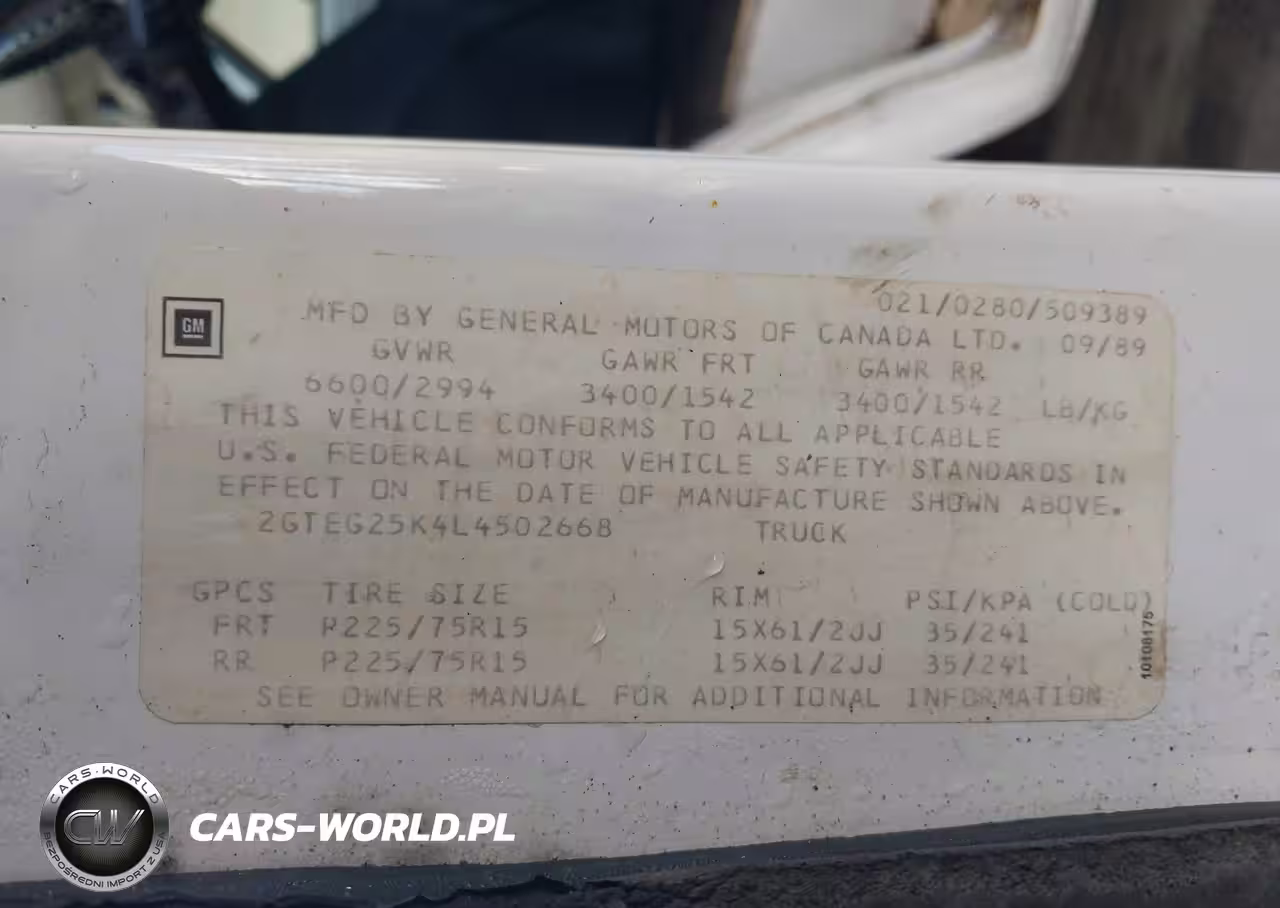 021/0280/509389
GM
MFD BY GENERAL MOTORS OF CANADA LTD. 09/89
GVWR GAWR FRT GAWR RR
6600/2994 3400/1542 3400/1542 LB/KG
THIS VEHICLE CONFORMS TO ALL APPLICABLE
U.S. FEDERAL MOTOR VEHICLE SAFETY STANDARDS IN
EFFECT ON THE DATE OF MANUFACTURE SHOWN ABOVE.
2GTEG25K4L4502668 TRUCK
GPCS TIRE SIZE RIM PSI/KPA (COLD)
FRT P225/75R15 15X61/2JJ 35/241
RR P225/75R15 15X61/2JJ 35/241
SEE OWNER MANUAL FOR ADDITIONAL INFORMATION
10108175
CARS-WORLD
CW
BEZPOŚREDNI IMPORT Z USA
CARS-WORLD.PL